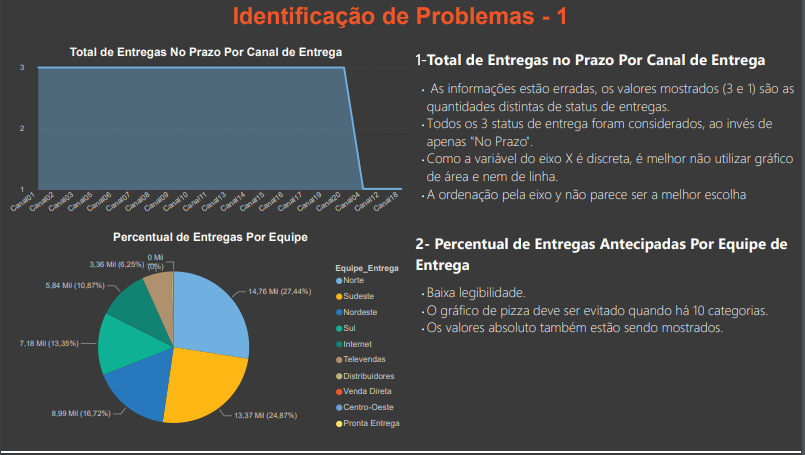 Identificação de Problemas - 1
Total de Entregas No Prazo Por Canal de Entrega
3
2
1
Canal01
Canal02
Canal03
Canal05
Canal06
Canal07
Canal08
Canal09
Canal10
Canal11
Canal13
Canal14
Canal15
Canal16
Canal17
Canal19
Canal20
Canal04
Canal12
Canal18
1-Total de Entregas no Prazo Por Canal de Entrega
• As informações estão erradas, os valores mostrados (3 e 1) são as
quantidades distintas de status de entregas.
• Todos os 3 status de entrega foram considerados, ao invés de
apenas "No Prazo".
• Como a variável do eixo X é discreta, é melhor não utilizar gráfico
de área e nem de linha.
• A ordenação pela eixo y não parece ser a melhor escolha
Percentual de Entregas Por Equipe
0 Mil
(0%)
3,36 Mil (6,25%)
5,84 Mil (10,87%)
7,18 Mil (13,35%)
8,99 Mil (16,72%)
13,37 Mil (24,87%)
14,76 Mil (27,44%)
Equipe_Entrega
Norte
Sudeste
Nordeste
Sul
Internet
Televendas
Distribuidores
Venda Direta
Centro-Oeste
Pronta Entrega
2- Percentual de Entregas Antecipadas Por Equipe de
Entrega
• Baixa legibilidade.
• O gráfico de pizza deve ser evitado quando há 10 categorias.
• Os valores absoluto também estão sendo mostrados.